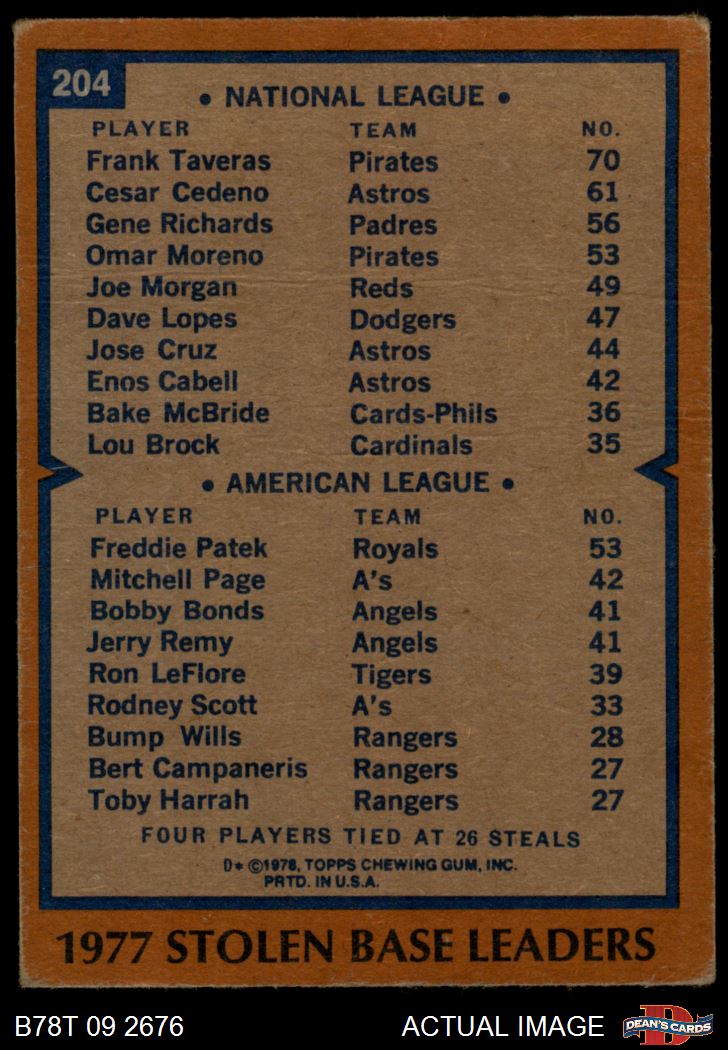 204
• NATIONAL LEAGUE •
PLAYER TEAM NO.
Frank Taveras Pirates 70
Cesar Cedeno Astros 61
Gene Richards Padres 56
Omar Moreno Pirates 53
Joe Morgan Reds 49
Dave Lopes Dodgers 47
Jose Cruz Astros 44
Enos Cabell Astros 42
Bake McBride Cards-Phils 36
Lou Brock Cardinals 35
• AMERICAN LEAGUE •
PLAYER TEAM NO.
Freddie Patek Royals 53
Mitchell Page A's 42
Bobby Bonds Angels 41
Jerry Remy Angels 41
Ron LeFlore Tigers 39
Rodney Scott A's 33
Bump Wills Rangers 28
Bert Campaneris Rangers 27
Toby Harrah Rangers 27
FOUR PLAYERS TIED AT 26 STEALS
D* ©1978, TOPPS CHEWING GUM, INC.
PRTD. IN U.S.A.
1977 STOLEN BASE LEADERS
B78T 09 2676 ACTUAL IMAGE D DEAN'S CARDS